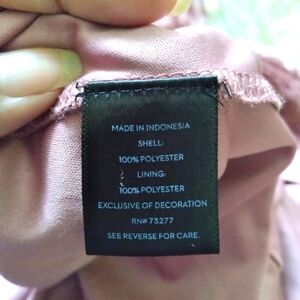 MADE IN INDONESIA
SHELL:
100% POLYESTER
LINING:
100% POLYESTER
EXCLUSIVE OF DECORATION
RN# 73277
SEE REVERSE FOR CARE.